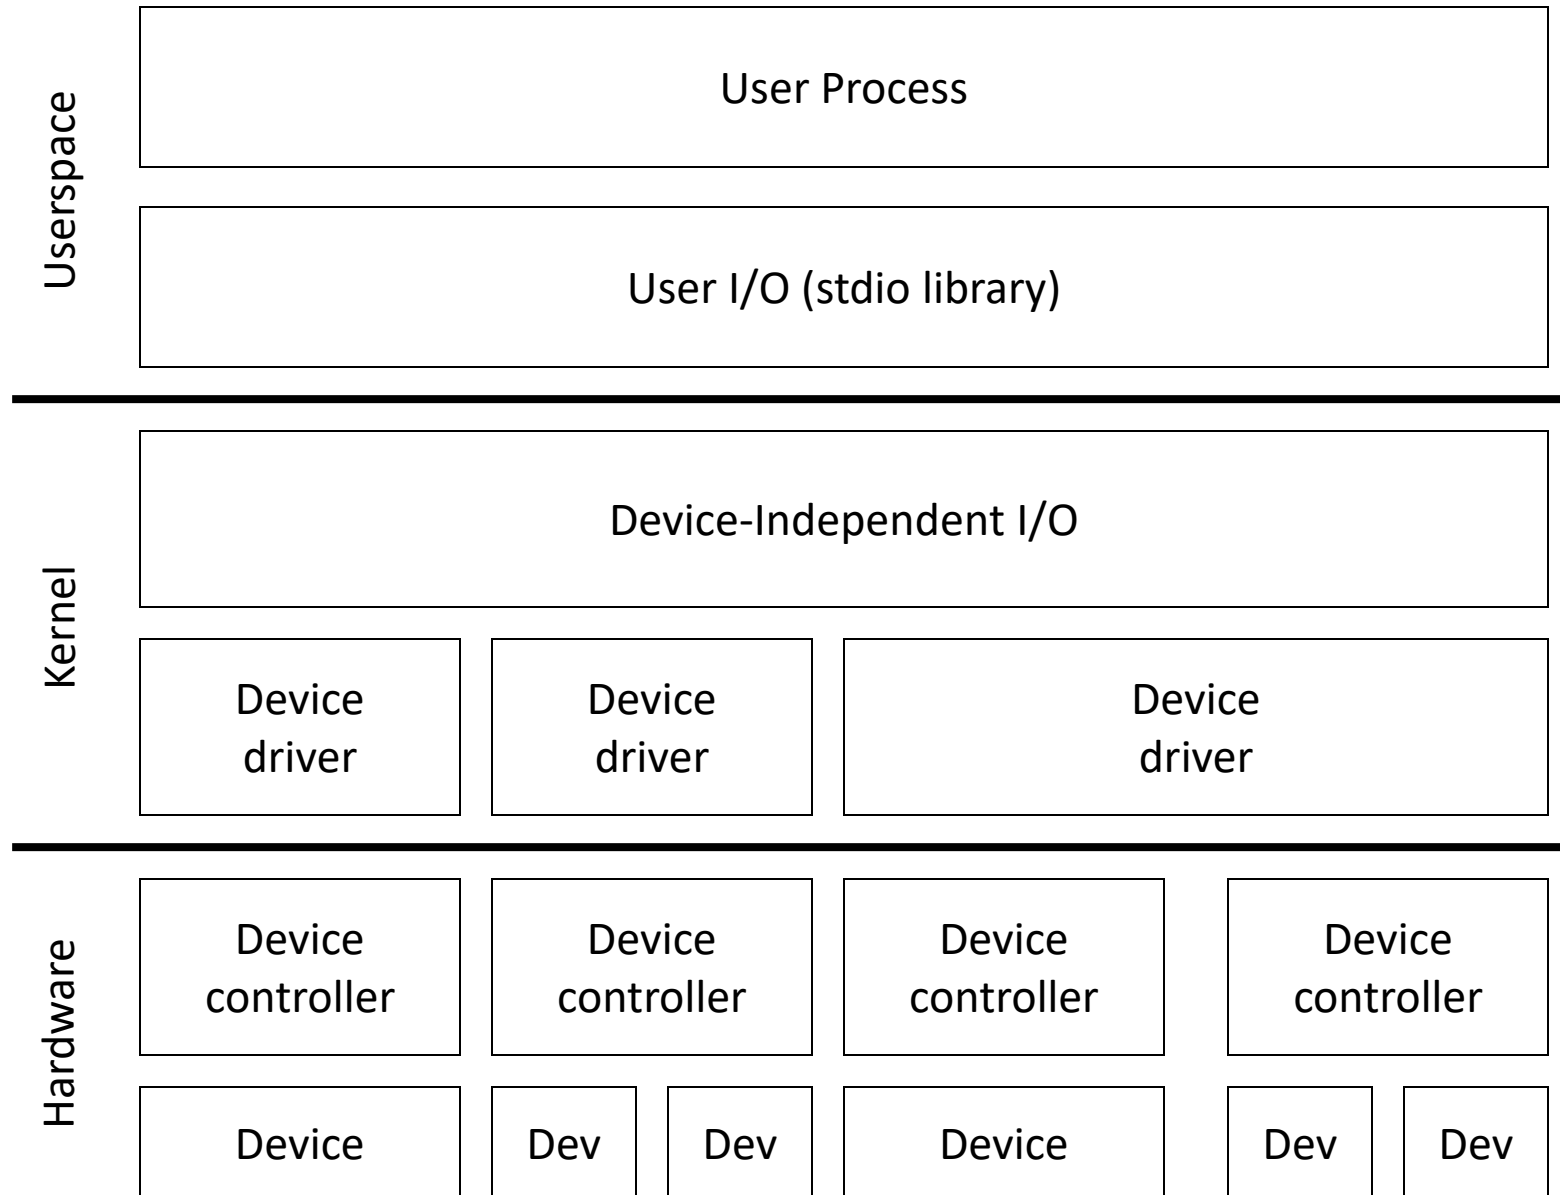 Userspace
User Process
User I/O (stdio library)
Kernel
Device-Independent I/O
Device
driver
Device
driver
Device
driver
Hardware
Device
controller
Device
controller
Device
controller
Device
controller
Device
Dev
Dev
Device
Dev
Dev